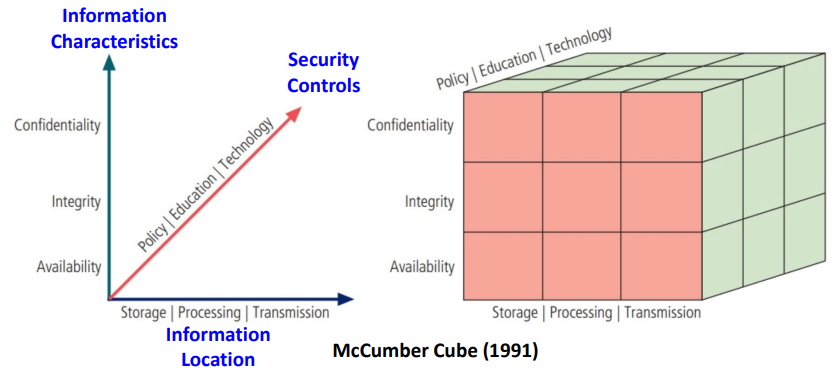 Information
Characteristics
Security
Controls
Confidentiality
Integrity
Availability
Policy | Education | Technology
Storage | Processing | Transmission
Information
Location
Policy | Education | Technology
Confidentiality
Integrity
Availability
Storage | Processing | Transmission
McCumber Cube (1991)